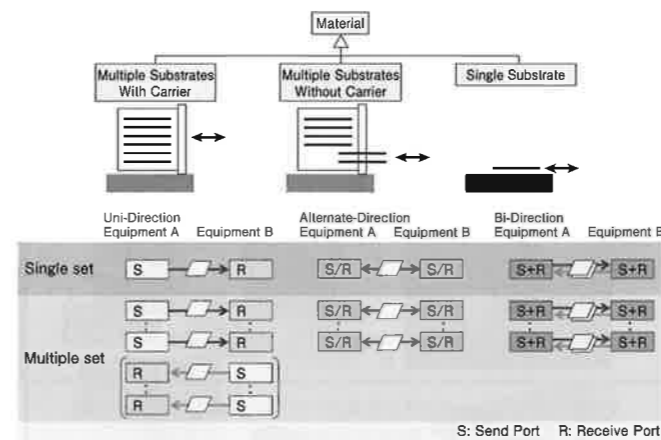 Material
Multiple Substrates
With Carrier
Multiple Substrates
Without Carrier
Single Substrate
Uni-Direction
Equipment A Equipment B
Alternate-Direction
Equipment A Equipment B
Bi-Direction
Equipment A Equipment B
Single set
S R S/R S/R S+R S+R
Multiple set
S R S/R S/R S+R S+R
S R S/R S/R S+R S+R
R S
R S
S: Send Port R: Receive Port